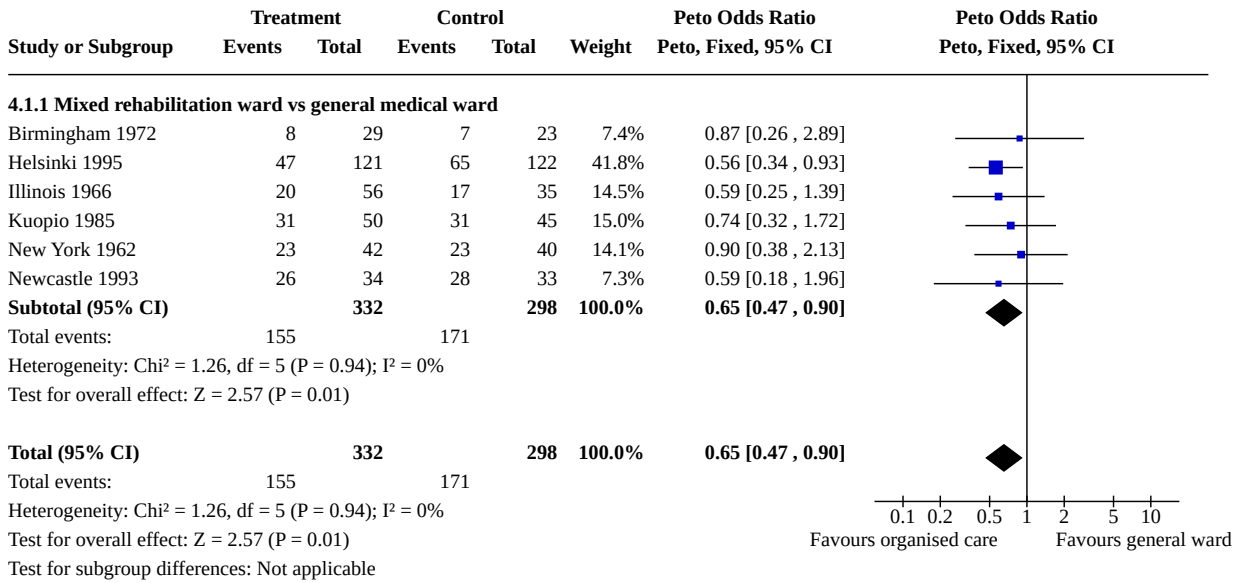 Treatment Control Peto Odds Ratio Peto Odds Ratio
Study or Subgroup Events Total Events Total Weight Peto, Fixed, 95% CI Peto, Fixed, 95% CI
4.1.1 Mixed rehabilitation ward vs general medical ward
Birmingham 1972 8 29 7 23 7.4% 0.87 [0.26 , 2.89]
Helsinki 1995 47 121 65 122 41.8% 0.56 [0.34 , 0.93]
Illinois 1966 20 56 17 35 14.5% 0.59 [0.25 , 1.39]
Kuopio 1985 31 50 31 45 15.0% 0.74 [0.32 , 1.72]
New York 1962 23 42 23 40 14.1% 0.90 [0.38 , 2.13]
Newcastle 1993 26 34 28 33 7.3% 0.59 [0.18 , 1.96]
Subtotal (95% CI) 332 298 100.0% 0.65 [0.47 , 0.90]
Total events: 155 171
Heterogeneity: Chi² = 1.26, df = 5 (P = 0.94); I² = 0%
Test for overall effect: Z = 2.57 (P = 0.01)
Total (95% CI) 332 298 100.0% 0.65 [0.47 , 0.90]
Total events: 155 171
Heterogeneity: Chi² = 1.26, df = 5 (P = 0.94); I² = 0%
0.1 0.2 0.5 1 2 5 10
Test for overall effect: Z = 2.57 (P = 0.01) Favours organised care Favours general ward
Test for subgroup differences: Not applicable